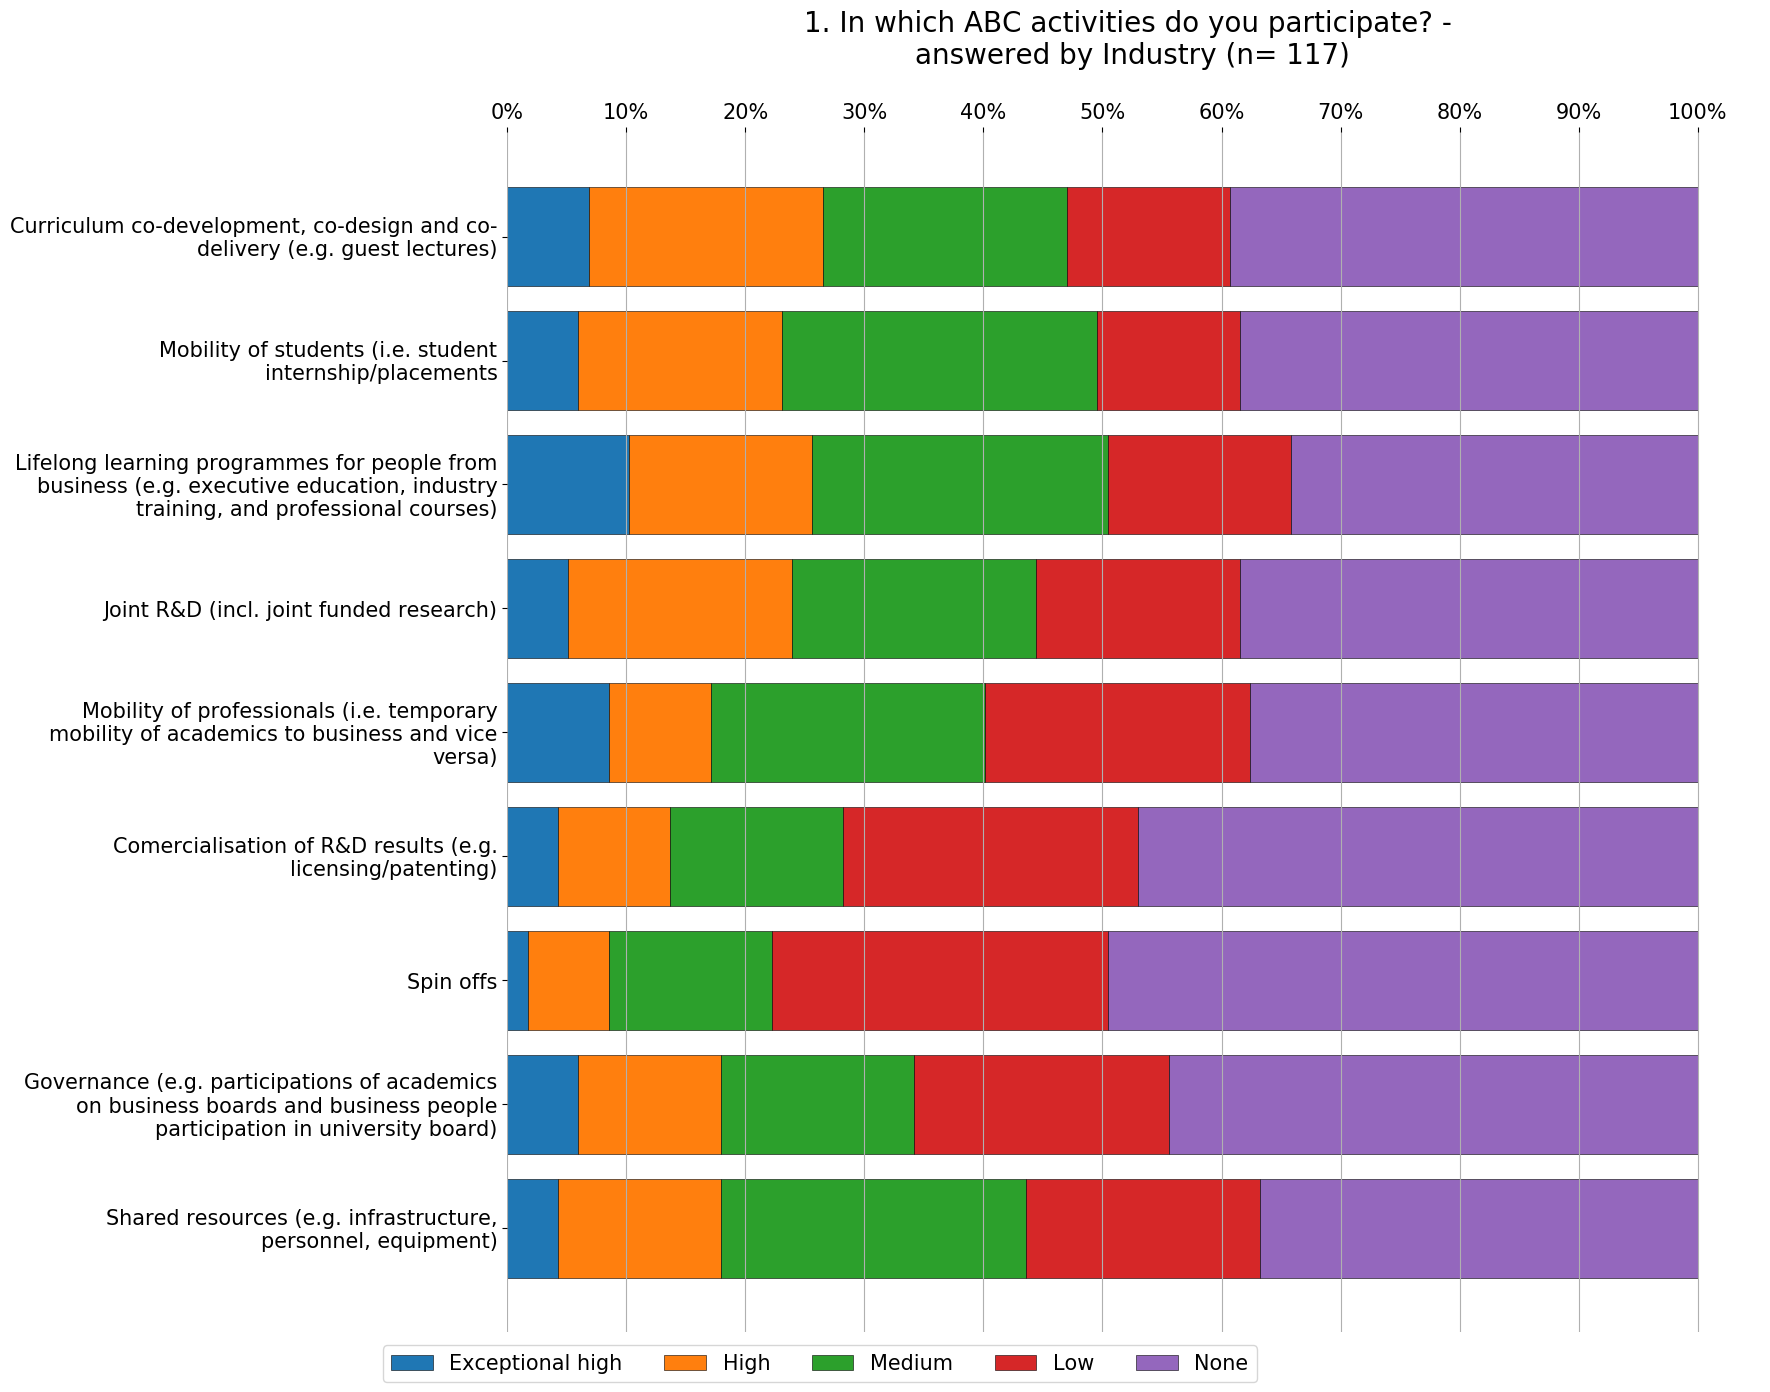 1. In which ABC activities do you participate? -
answered by Industry (n= 117)
0% 10% 20% 30% 40% 50% 60% 70% 80% 90% 100%
Curriculum co-development, co-design and co-
delivery (e.g. guest lectures)
Mobility of students (i.e. student
internship/placements
Lifelong learning programmes for people from
business (e.g. executive education, industry
training, and professional courses)
Joint R&D (incl. joint funded research)
Mobility of professionals (i.e. temporary
mobility of academics to business and vice
versa)
Comercialisation of R&D results (e.g.
licensing/patenting)
Spin offs
Governance (e.g. participations of academics
on business boards and business people
participation in university board)
Shared resources (e.g. infrastructure,
personnel, equipment)
Exceptional high High Medium Low None